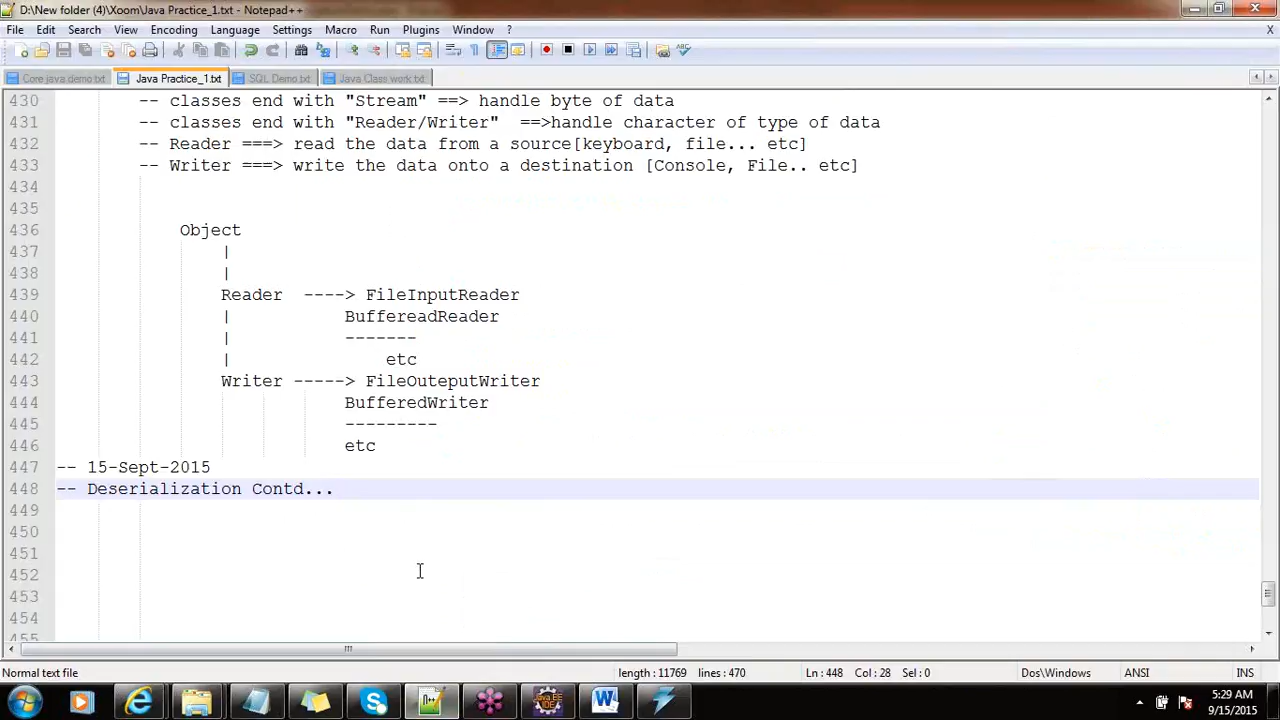 D:\New folder (4)\Xoom\Java Practice_1.txt - Notepad++
File Edit Search View Encoding Language Settings Macro Run Plugins Window ? X
Core java demo.txt Java Practice_1.txt SQL Demo.txt Java Class work.txt
430 -- classes end with "Stream" ==> handle byte of data
431 -- classes end with "Reader/Writer" ==>handle character of type of data
432 -- Reader ===> read the data from a source[keyboard, file... etc]
433 -- Writer ===> write the data onto a destination [Console, File.. etc]
434
435
436 Object
437 |
438 |
439 Reader ----> FileInputReader
440 | BuffereadReader
441 | -------
442 | etc
443 Writer -----> FileOuteputWriter
444 BufferedWriter
445 ---------
446 etc
447 -- 15-Sept-2015
448 -- Deserialization Contd...
449
450
451
452
453
454
455
Normal text file length : 11769 lines : 470 Ln : 448 Col : 28 Sel : 0 Dos\Windows ANSI INS
5:29 AM
9/15/2015